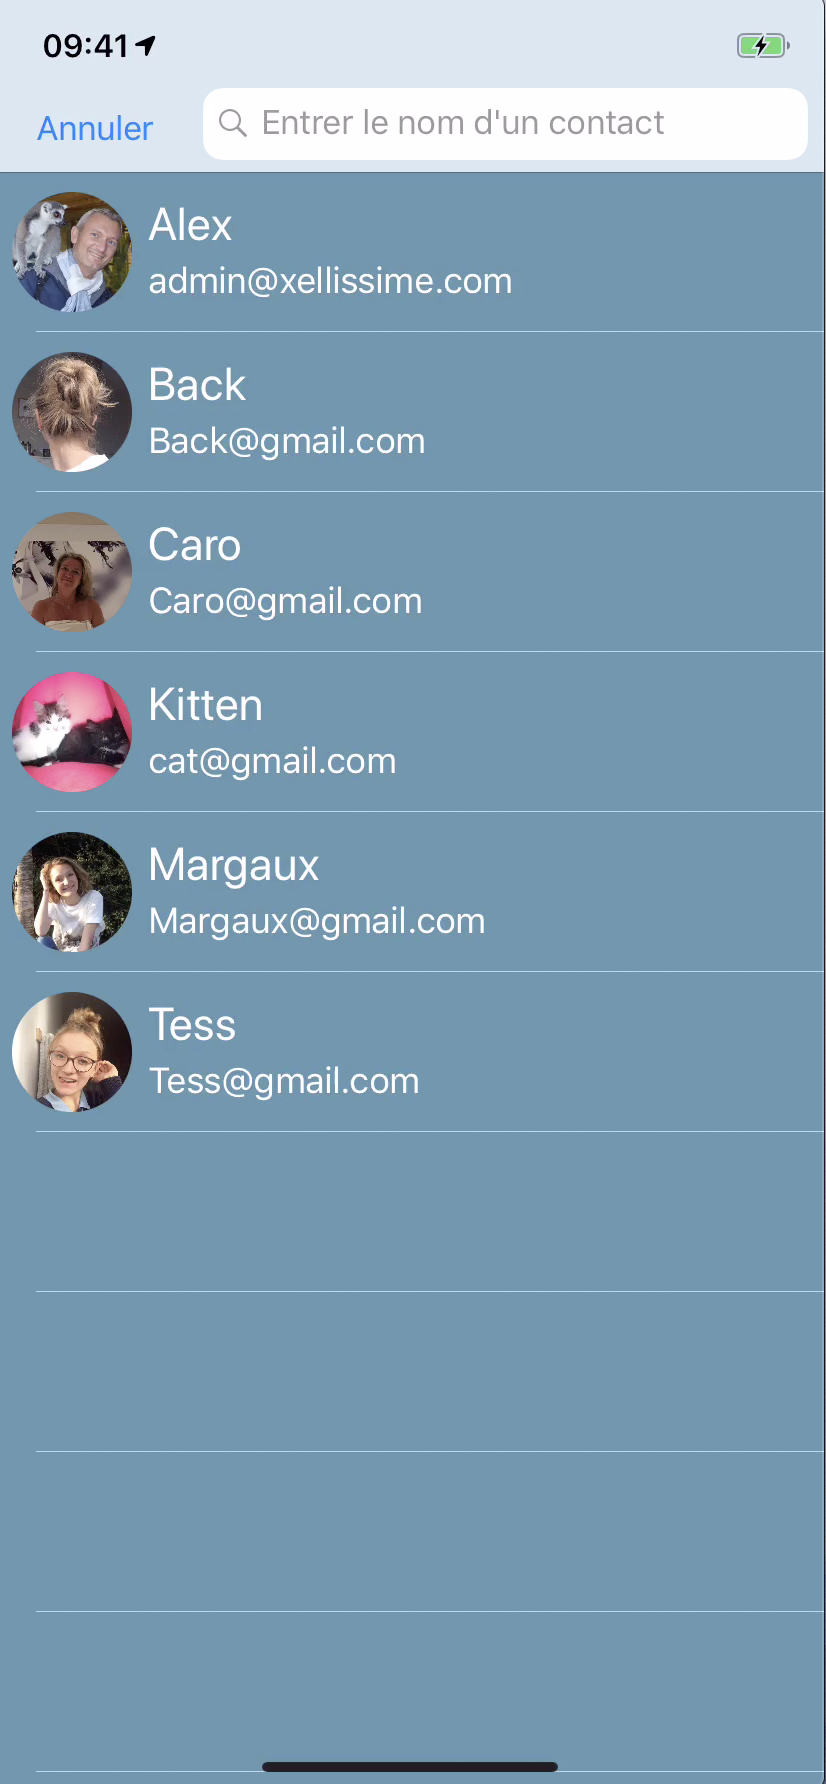 09:41
Annuler
Entrer le nom d'un contact
Alex
admin@xellissime.com
Back
Back@gmail.com
Caro
Caro@gmail.com
Kitten
cat@gmail.com
Margaux
Margaux@gmail.com
Tess
Tess@gmail.com